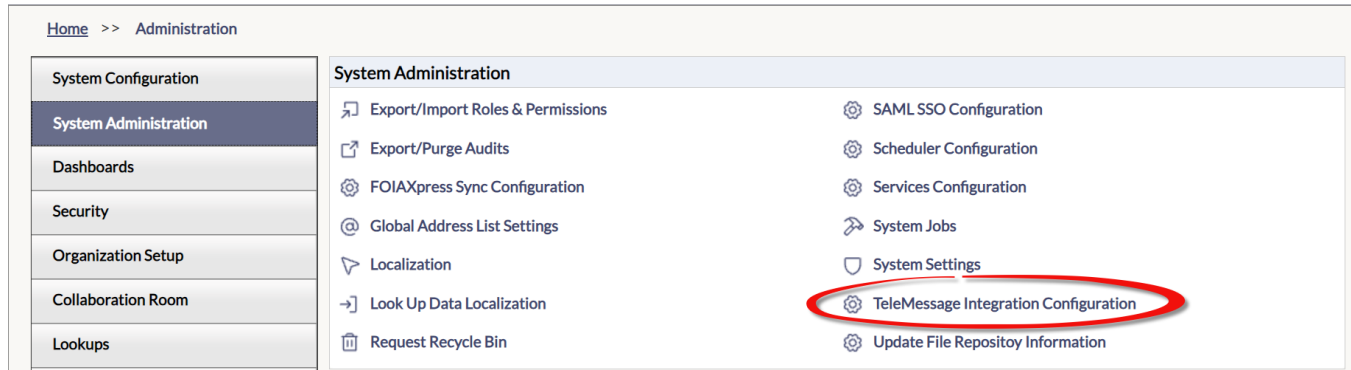 Home >> Administration
System Configuration
System Administration
Dashboards
Security
Organization Setup
Collaboration Room
Lookups
System Administration
Export/Import Roles & Permissions
Export/Purge Audits
FOIAXpress Sync Configuration
Global Address List Settings
Localization
Look Up Data Localization
Request Recycle Bin
SAML SSO Configuration
Scheduler Configuration
Services Configuration
System Jobs
System Settings
TeleMessage Integration Configuration
Update File Repositoy Information